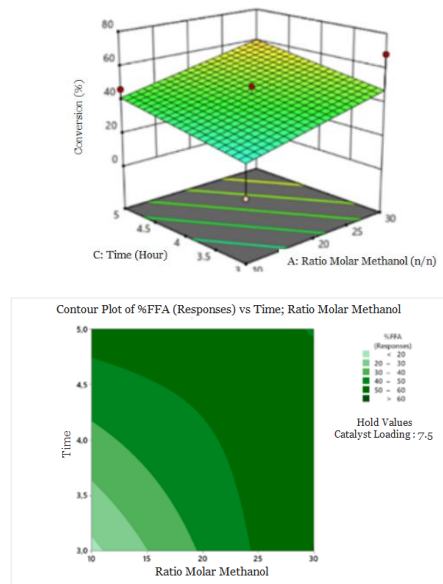 80
60
40
20
0
Conversion (%)
5
4.5
4
3.5
3
10
20
25
30
C: Time (Hour)
A: Ratio Molar Methanol (n/n)
Contour Plot of %FFA (Responses) vs Time; Ratio Molar Methanol
5,0
4,5
4,0
3,5
3,0
Time
10
15
20
25
30
Ratio Molar Methanol
%FFA
(Responses)
< 20
20 – 30
30 – 40
40 – 50
50 – 60
> 60
Hold Values
Catalyst Loading : 7.5